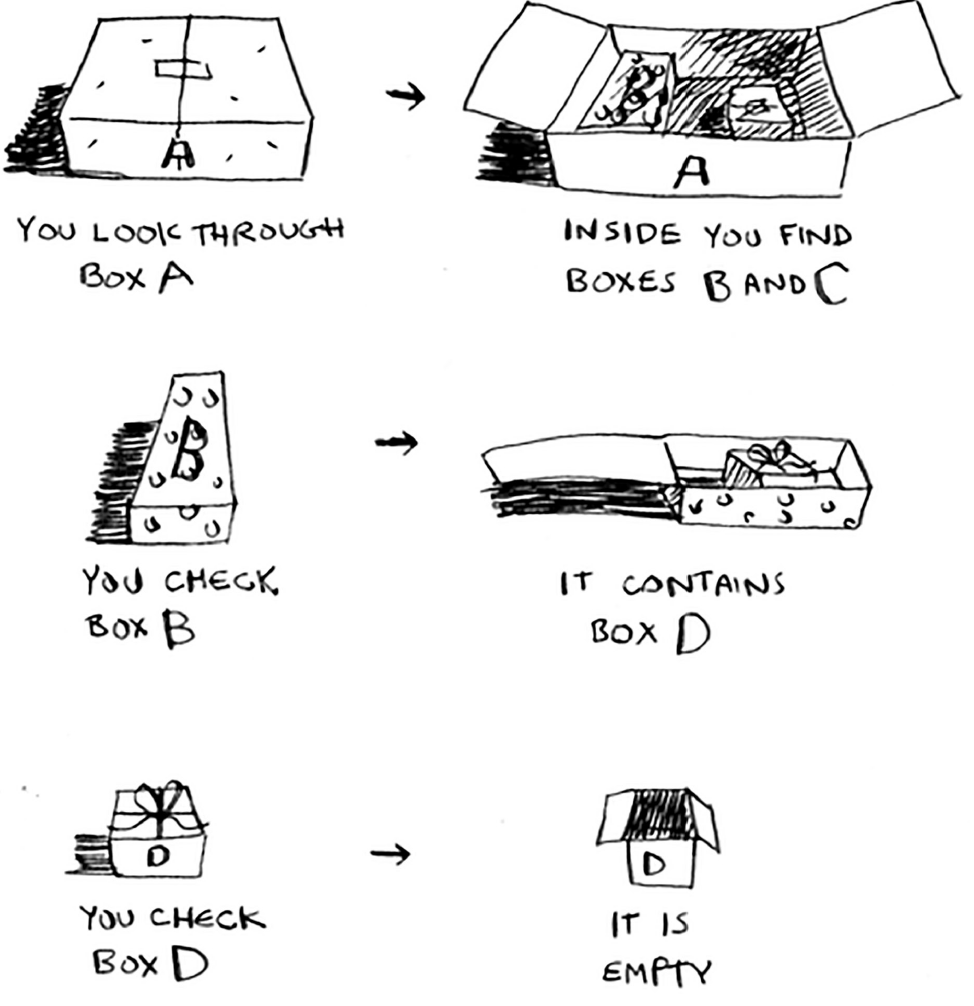 A
A
YOU LOOK THROUGH
BOX A
INSIDE YOU FIND
BOXES B AND C
B
YOU CHECK
BOX B
IT CONTAINS
BOX D
D
D
YOU CHECK
BOX D
IT IS
EMPTY